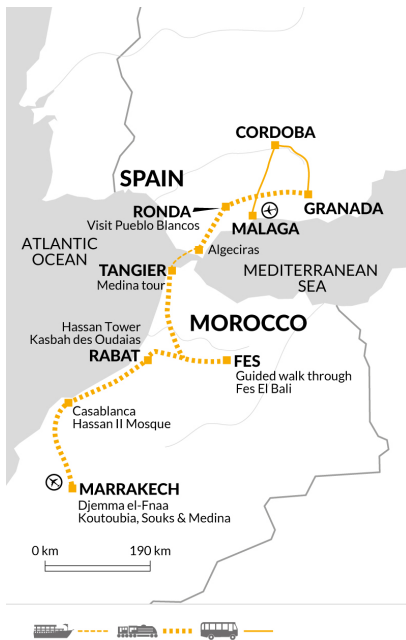 CORDOBA
SPAIN
RONDA
Visit Pueblo Blancos
GRANADA
MALAGA
ATLANTIC
OCEAN
Algeciras
TANGIER
Medina tour
MEDITERRANEAN
SEA
MOROCCO
Hassan Tower
Kasbah des Oudaias
RABAT
FES
Guided walk through
Fes El Bali
Casablanca
Hassan II Mosque
MARRAKECH
Djemma el-Fnaa
Koutoubia, Souks & Medina
0 km
190 km